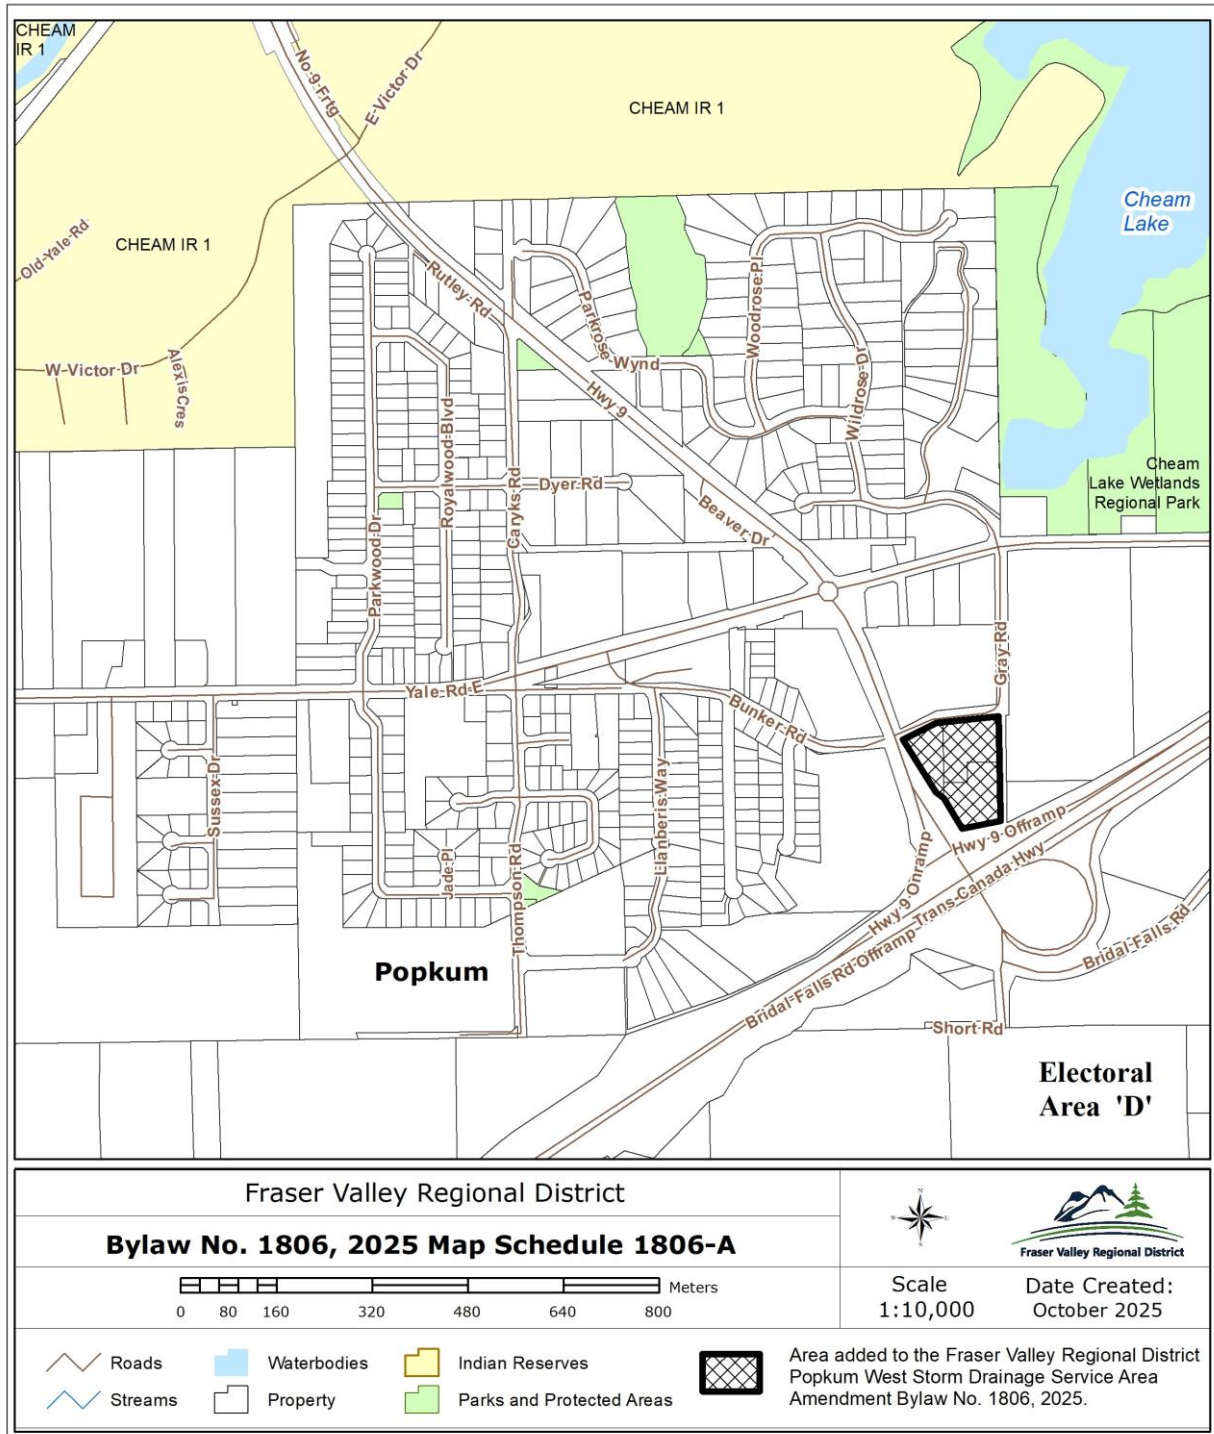 CHEAM
IR 1
No 9 Frtg
E Victor Dr
CHEAM IR 1
Cheam
Lake
Old Yale Rd
CHEAM IR 1
Rutley Rd
Parkrose
Wynd
Woodrose Pl
Wildrose Dr
W Victor Dr
Alexis Cres
Hwy 9
Royalwood Blvd
Caryks Rd
Dyer Rd
Beaver Dr
Parkwood Dr
Cheam
Lake Wetlands
Regional Park
Gray Rd
Yale Rd E
Bunker Rd
Sussex Dr
Llanberis Way
Jade Pl
Thompson Rd
Hwy 9 Offramp
Hwy 9 Onramp
Trans Canada Hwy
Bridal Falls Rd Offramp
Bridal Falls Rd
Popkum
Short Rd
Electoral
Area 'D'
Fraser Valley Regional District
Bylaw No. 1806, 2025 Map Schedule 1806-A
Meters
0 80 160 320 480 640 800
N
Fraser Valley Regional District
Scale
1:10,000
Date Created:
October 2025
Roads
Waterbodies
Indian Reserves
Streams
Property
Parks and Protected Areas
Area added to the Fraser Valley Regional District
Popkum West Storm Drainage Service Area
Amendment Bylaw No. 1806, 2025.